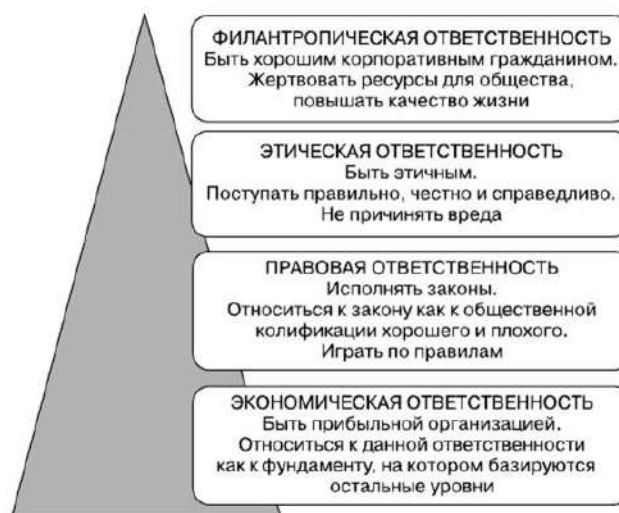 ФИЛАНТРОПИЧЕСКАЯ ОТВЕТСТВЕННОСТЬ
Быть хорошим корпоративным гражданином.
Жертвовать ресурсы для общества,
повышать качество жизни
ЭТИЧЕСКАЯ ОТВЕТСТВЕННОСТЬ
Быть этичным.
Поступать правильно, честно и справедливо.
Не причинять вреда
ПРАВОВАЯ ОТВЕТСТВЕННОСТЬ
Исполнять законы.
Относиться к закону как к общественной
колификации хорошего и плохого.
Играть по правилам
ЭКОНОМИЧЕСКАЯ ОТВЕТСТВЕННОСТЬ
Быть прибыльной организацией.
Относиться к данной ответственности
как к фундаменту, на котором базируются
остальные уровни